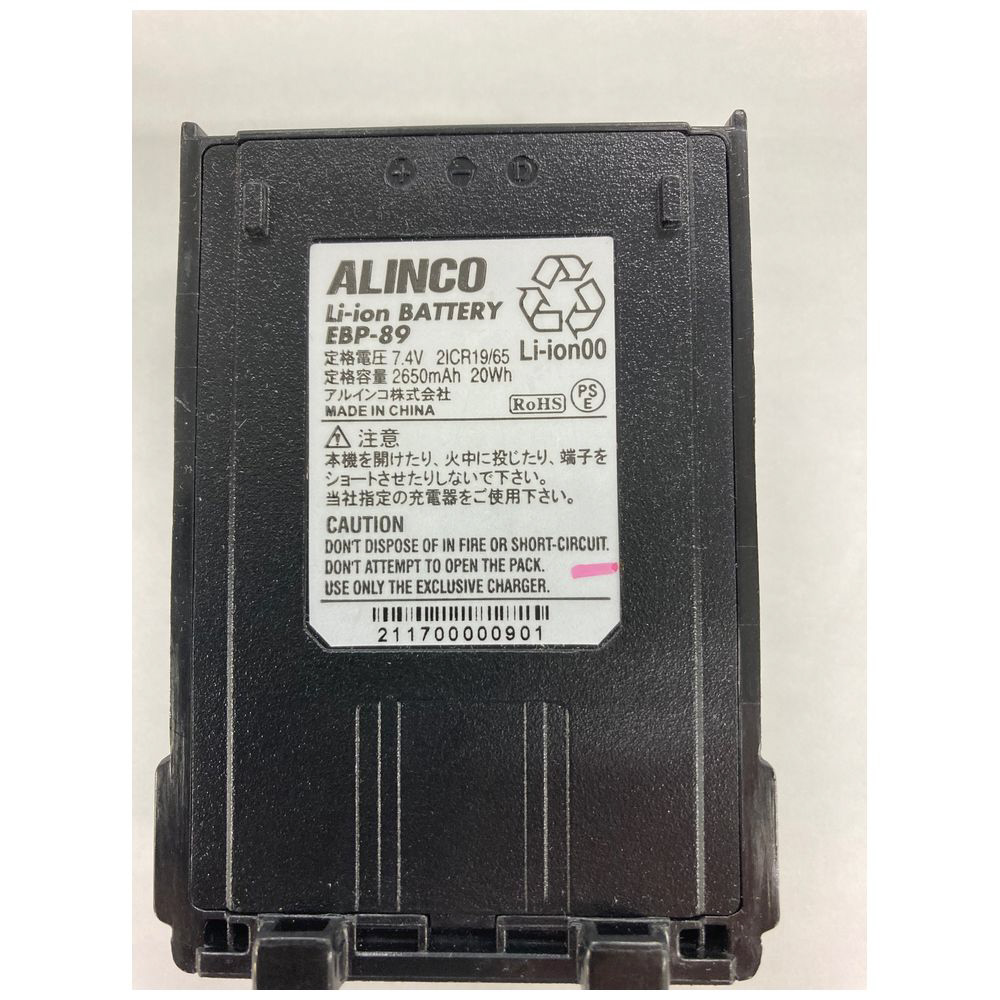 + − D
ALINCO
Li-ion BATTERY
EBP-89
定格電圧 7.4V 2ICR19/65
Li-ion00
定格容量 2650mAh 20Wh
アルインコ株式会社
MADE IN CHINA
RoHS
PS
E
注意
本機を開けたり、火中に投じたり、端子を
ショートさせたりしないで下さい。
当社指定の充電器をご使用下さい。
CAUTION
DON'T DISPOSE OF IN FIRE OR SHORT-CIRCUIT.
DON'T ATTEMPT TO OPEN THE PACK.
USE ONLY THE EXCLUSIVE CHARGER.
211700000901